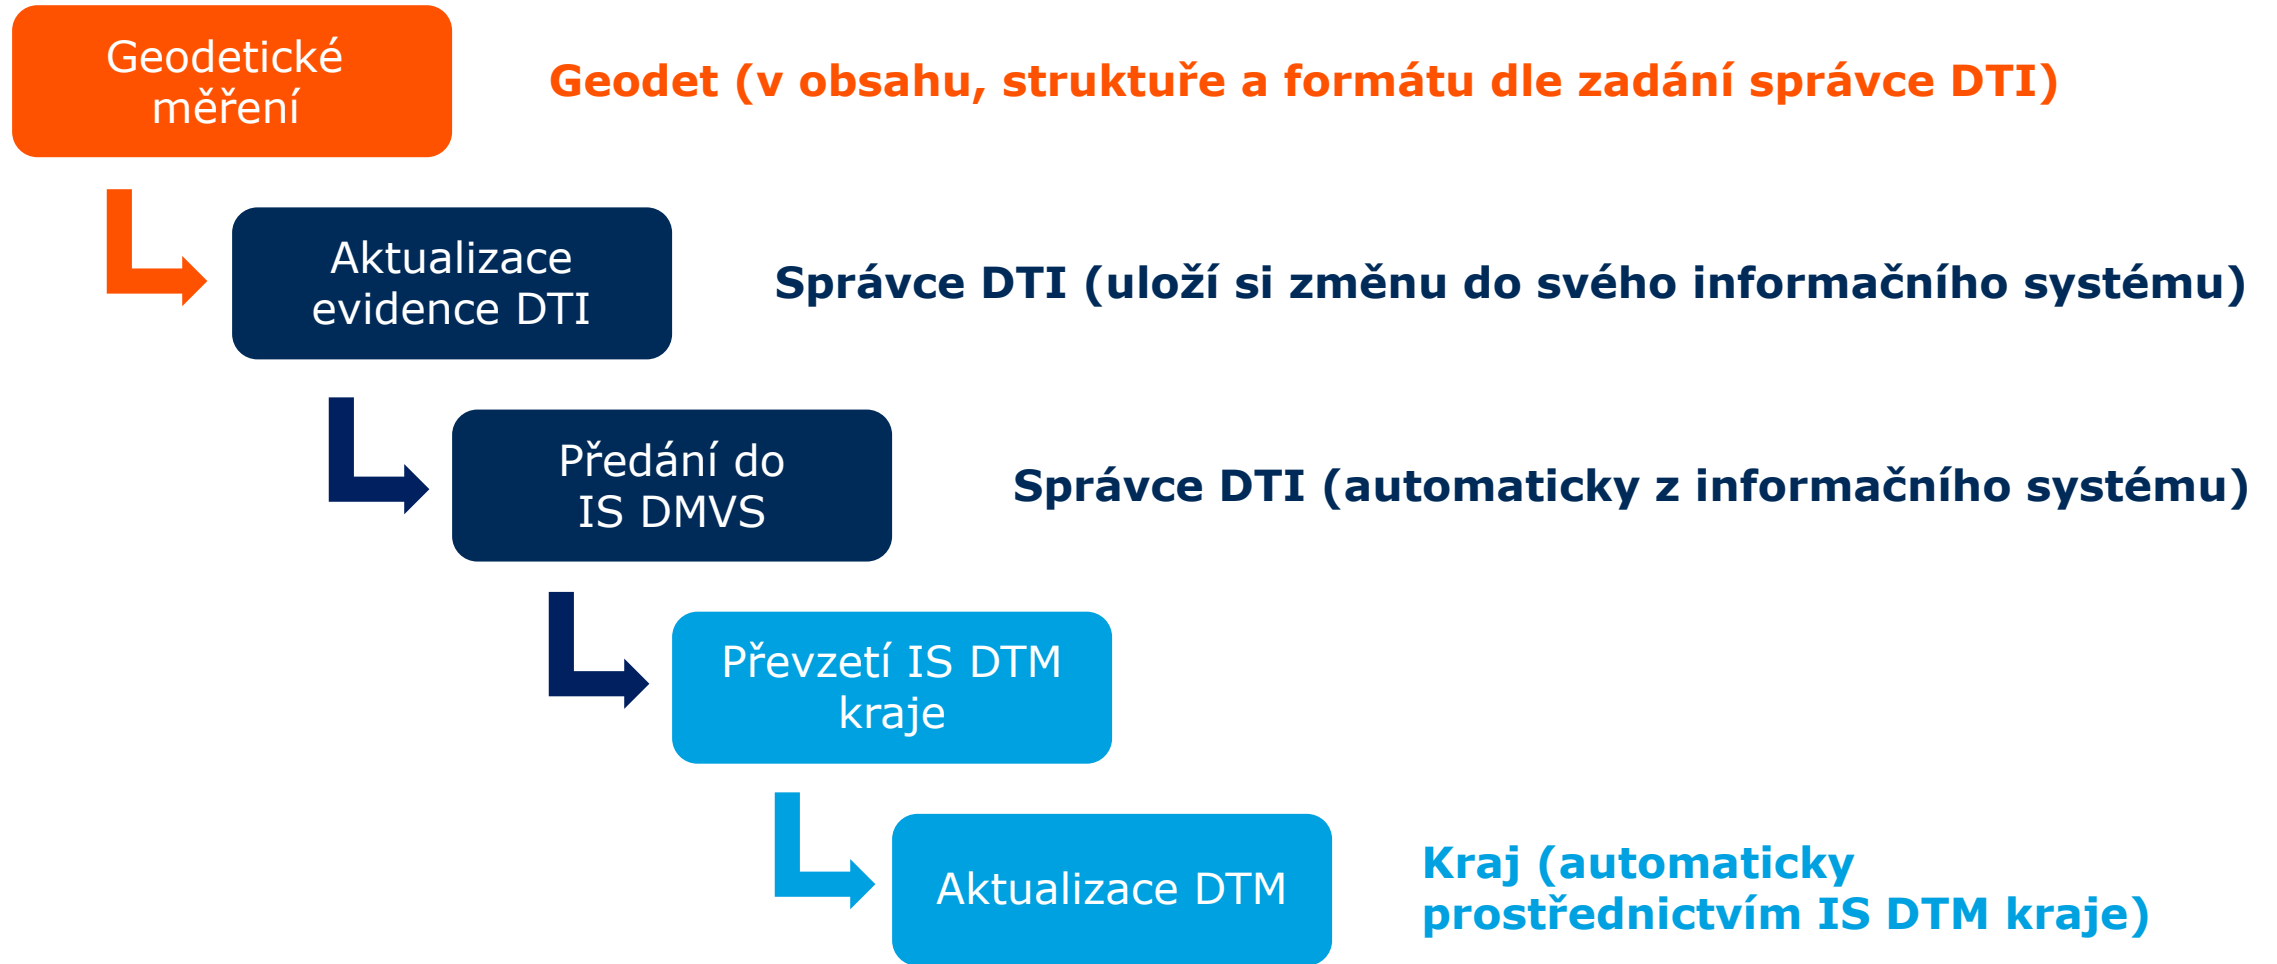 Geodetické
měření
Geodet (v obsahu, struktuře a formátu dle zadání správce DTI)
Aktualizace
evidence DTI
Správce DTI (uloží si změnu do svého informačního systému)
Předání do
IS DMVS
Správce DTI (automaticky z informačního systému)
Převzetí IS DTM
kraje
Aktualizace DTM
Kraj (automaticky
prostřednictvím IS DTM kraje)